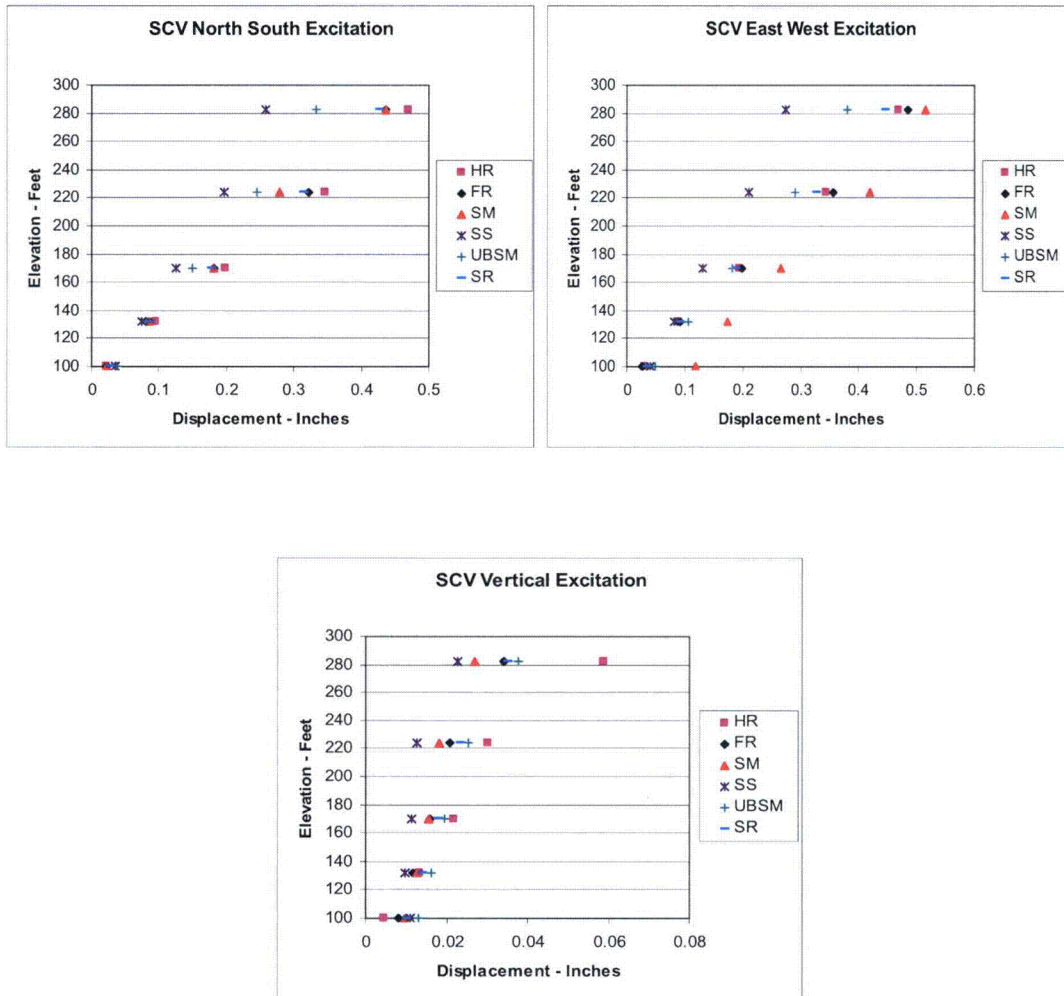 SCV North South Excitation
300
280
260
240
220
200
180
160
140
120
100
0
0.1
0.2
0.3
0.4
0.5
Elevation - Feet
Displacement - Inches
HR
FR
SM
SS
UBSM
SR
SCV East West Excitation
300
280
260
240
220
200
180
160
140
120
100
0
0.1
0.2
0.3
0.4
0.5
0.6
Elevation - Feet
Displacement - Inches
HR
FR
SM
SS
UBSM
SR
SCV Vertical Excitation
300
280
260
240
220
200
180
160
140
120
100
0
0.02
0.04
0.06
0.08
Elevation - Feet
Displacement - Inches
HR
FR
SM
SS
UBSM
SR